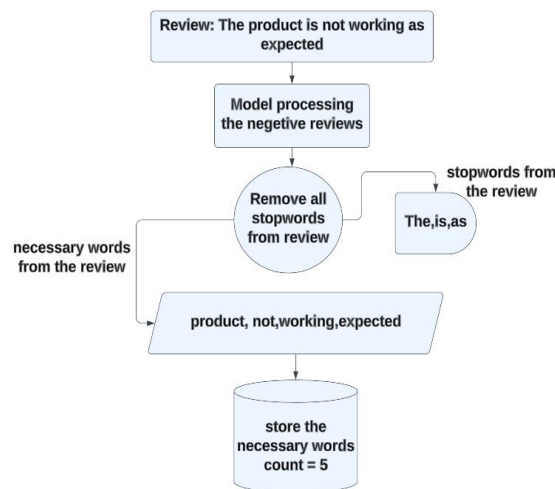 Review: The product is not working as
expected
Model processing
the negetive reviews
Remove all
stopwords
from review
stopwords from
the review
The,is,as
necessary words
from the review
product, not,working,expected
store the
necessary words
count = 5